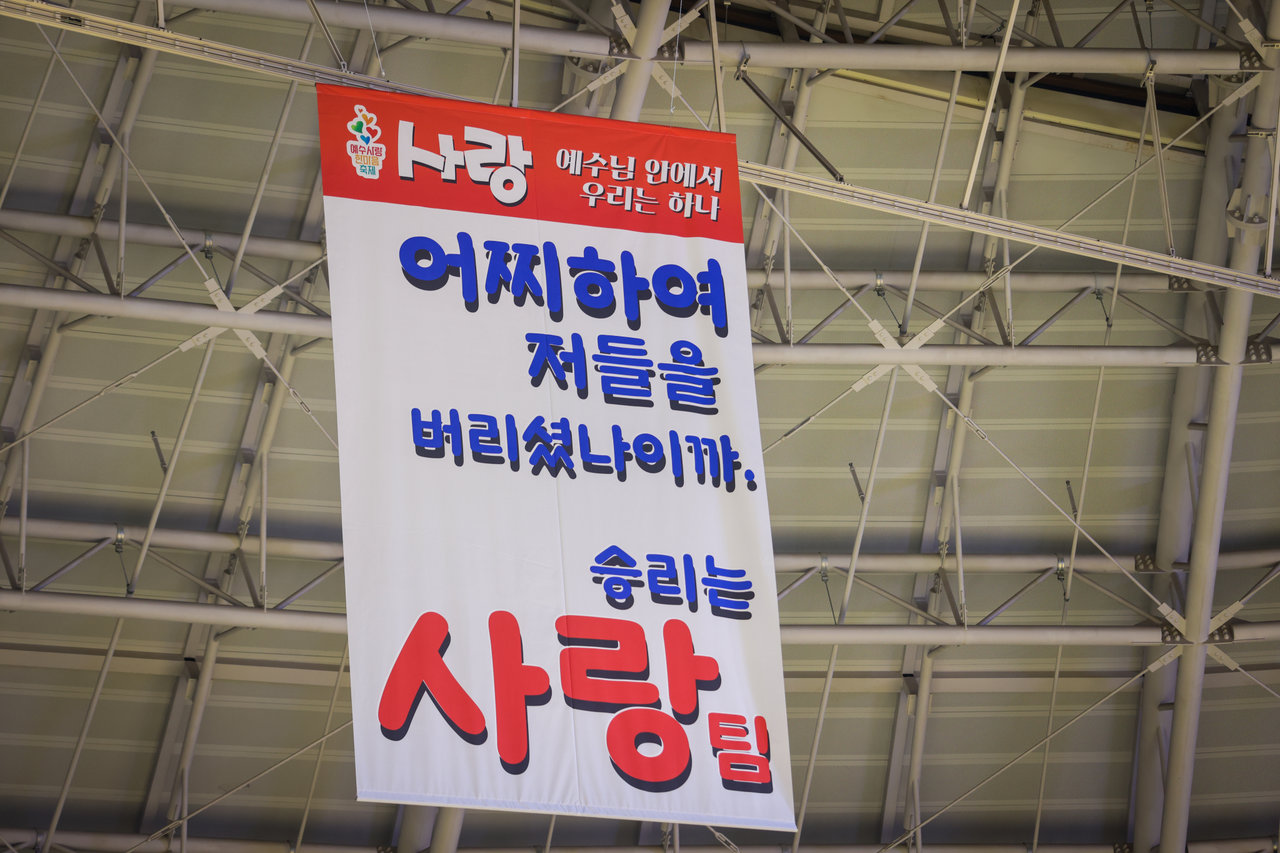 예수사랑
한마음
축제
사랑
예수님 안에서
우리는 하나
어찌하여
저들을
버리셨나이까.
승리는
사랑팀